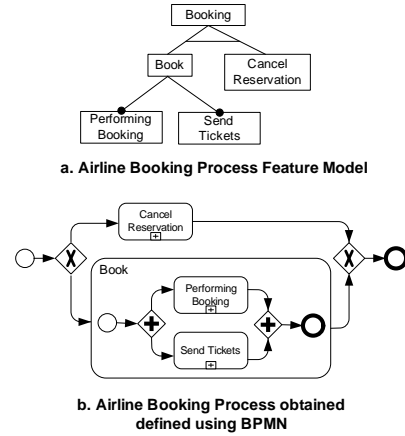 Booking
Book
Cancel
Reservation
Performing
Booking
Send
Tickets
a. Airline Booking Process Feature Model
Cancel
Reservation
Book
Performing
Booking
Send Tickets
b. Airline Booking Process obtained
defined using BPMN